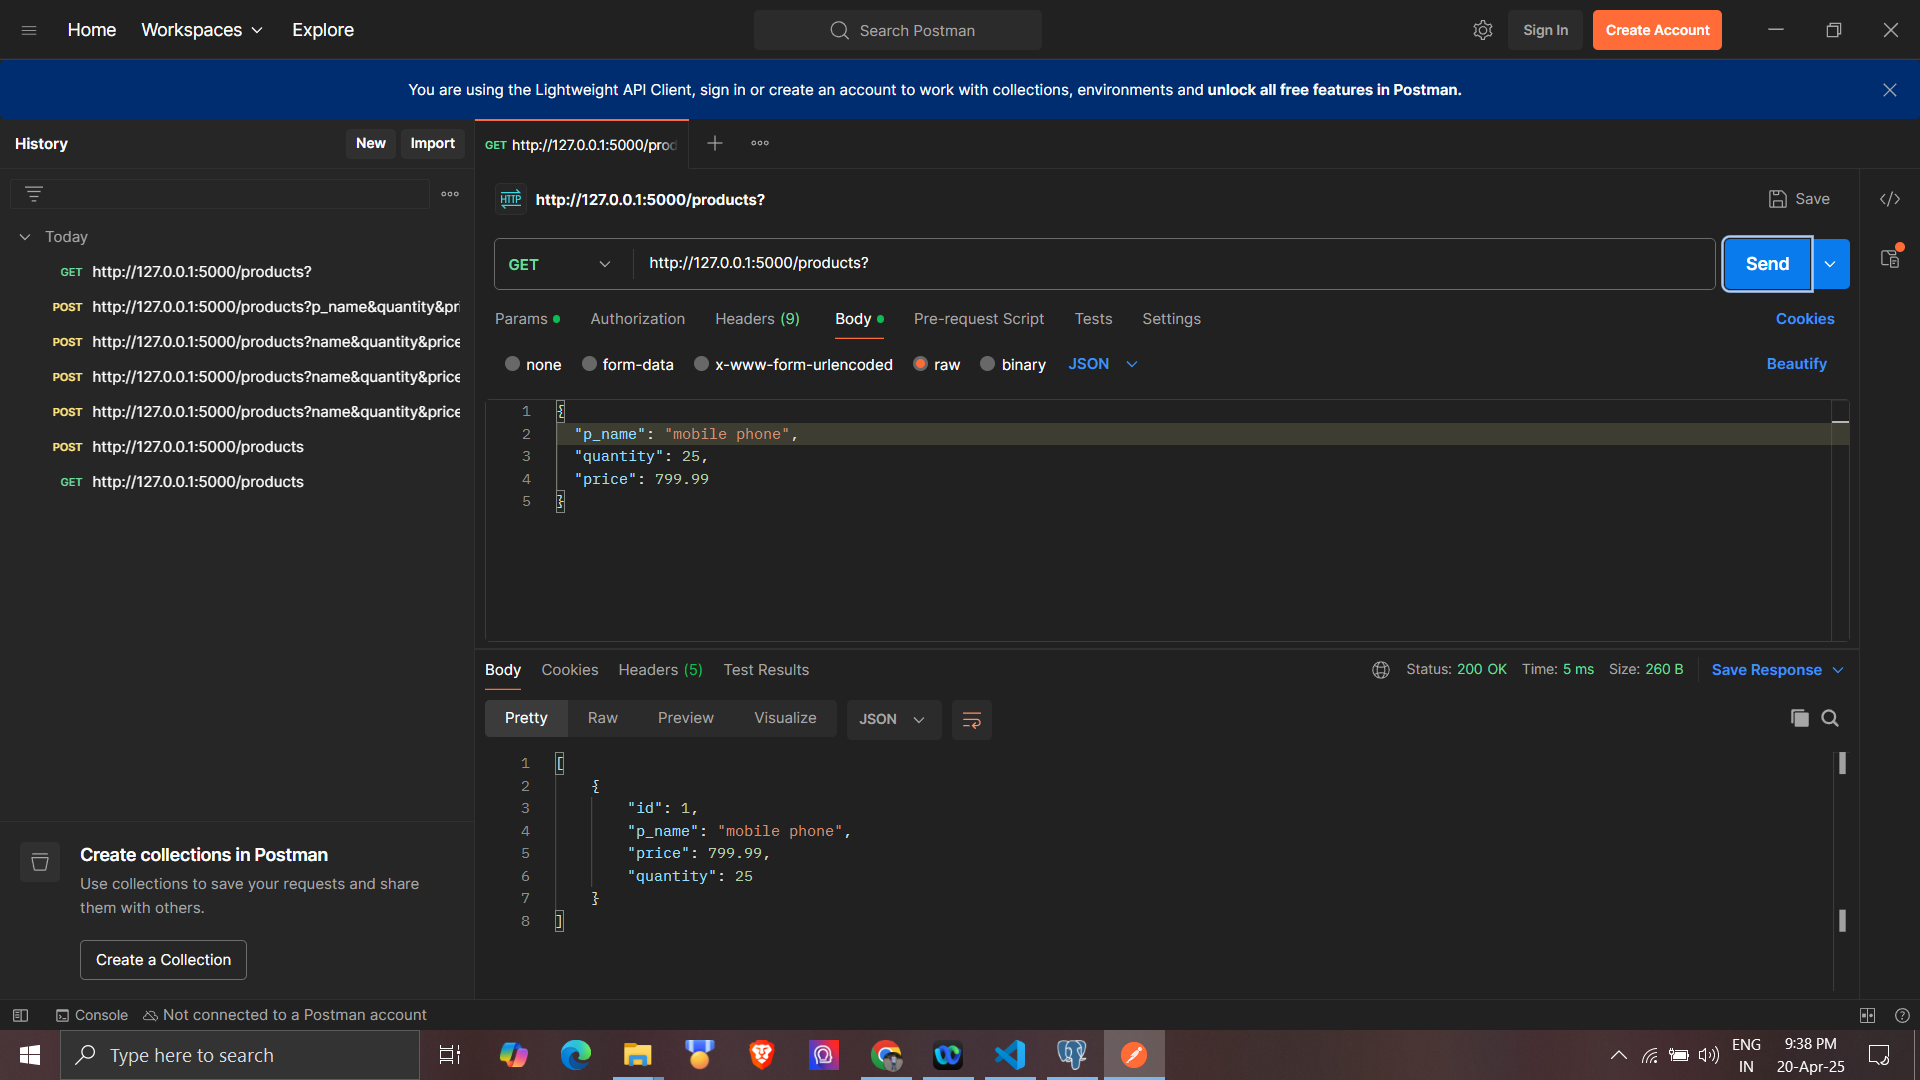 Home Workspaces Explore
Search Postman
Sign In Create Account
You are using the Lightweight API Client, sign in or create an account to work with collections, environments and unlock all free features in Postman.
History New Import
Today
GET http://127.0.0.1:5000/products?
POST http://127.0.0.1:5000/products?p_name&quantity&pri
POST http://127.0.0.1:5000/products?name&quantity&price
POST http://127.0.0.1:5000/products?name&quantity&price
POST http://127.0.0.1:5000/products?name&quantity&price
POST http://127.0.0.1:5000/products
GET http://127.0.0.1:5000/products
Create collections in Postman
Use collections to save your requests and share
them with others.
Create a Collection
GET http://127.0.0.1:5000/prod
HTTP http://127.0.0.1:5000/products?
Save
GET http://127.0.0.1:5000/products?
Send
Params Authorization Headers (9) Body Pre-request Script Tests Settings Cookies
none form-data x-www-form-urlencoded raw binary JSON Beautify
1 {
2 "p_name": "mobile phone",
3 "quantity": 25,
4 "price": 799.99
5 }
Body Cookies Headers (5) Test Results Status: 200 OK Time: 5 ms Size: 260 B Save Response
Pretty Raw Preview Visualize JSON
1 [
2 {
3 "id": 1,
4 "p_name": "mobile phone",
5 "price": 799.99,
6 "quantity": 25
7 }
8 ]
Console Not connected to a Postman account
Type here to search
ENG
IN
9:38 PM
20-Apr-25